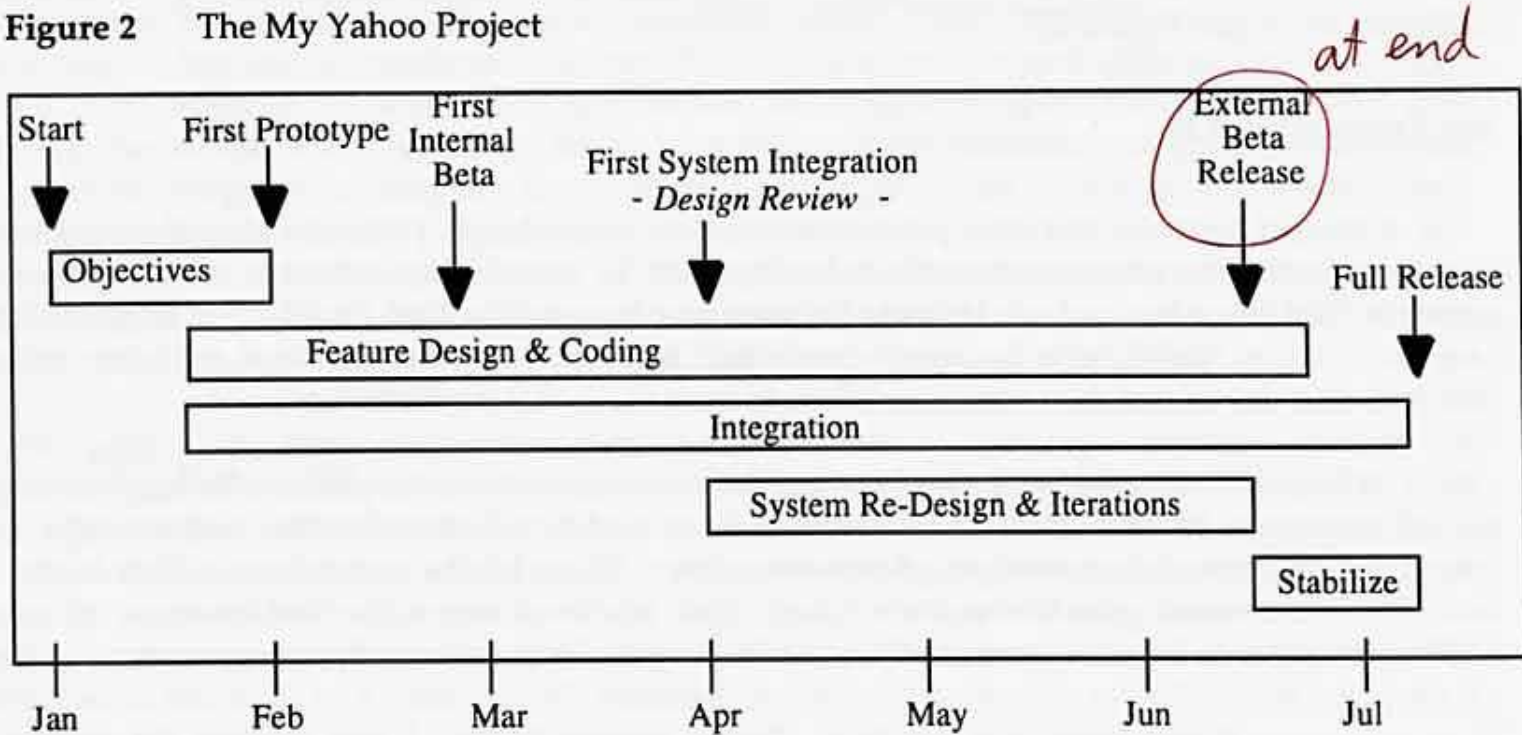 Figure 2 The My Yahoo Project
at end
Start
First Prototype
First
Internal
Beta
First System Integration
- Design Review -
External
Beta
Release
Full Release
Objectives
Feature Design & Coding
Integration
System Re-Design & Iterations
Stabilize
Jan Feb Mar Apr May Jun Jul